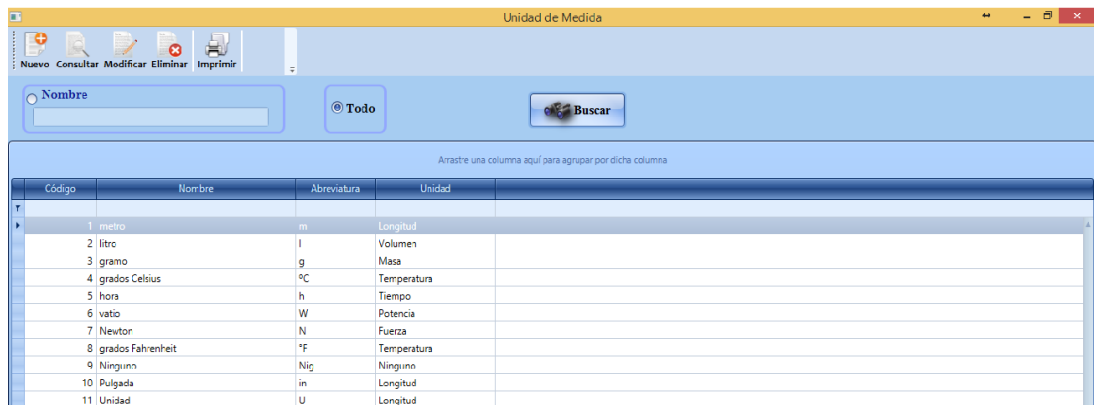 Unidad de Medida
Nuevo Consultar Modificar Eliminar Imprimir
Nombre
Todo
Buscar
Arrastre una columna aquí para agrupar por dicha columna
Código Nombre Abreviatura Unidad
1 metro m Longitud
2 litro l Volumen
3 gramo g Masa
4 grados Celsius ºC Temperatura
5 hora h Tiempo
6 vatio W Potencia
7 Newton N Fuerza
8 grados Fahrenheit °F Temperatura
9 Ninguno Ninguno
10 Pulgada in Longitud
11 Unidad U Longitud